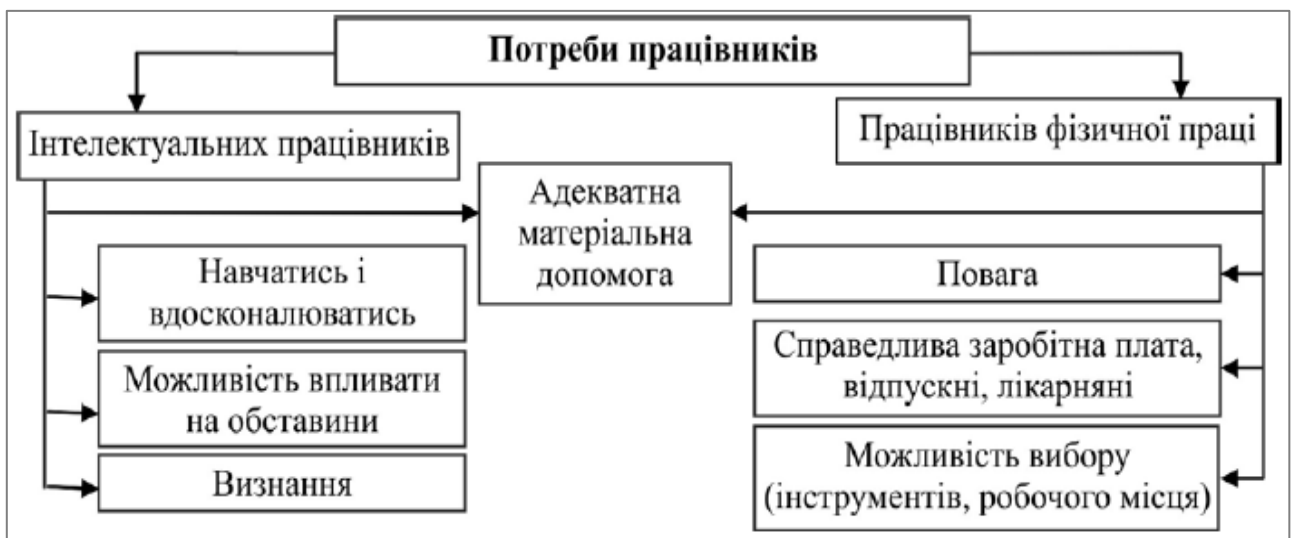 Потреби працівників
Інтелектуальних працівників
Працівників фізичної праці
Адекватна
матеріальна
допомога
Навчатись і
вдосконалюватись
Можливість впливати
на обставини
Визнання
Повага
Справедлива заробітна плата,
відпускні, лікарняні
Можливість вибору
(інструментів, робочого місця)